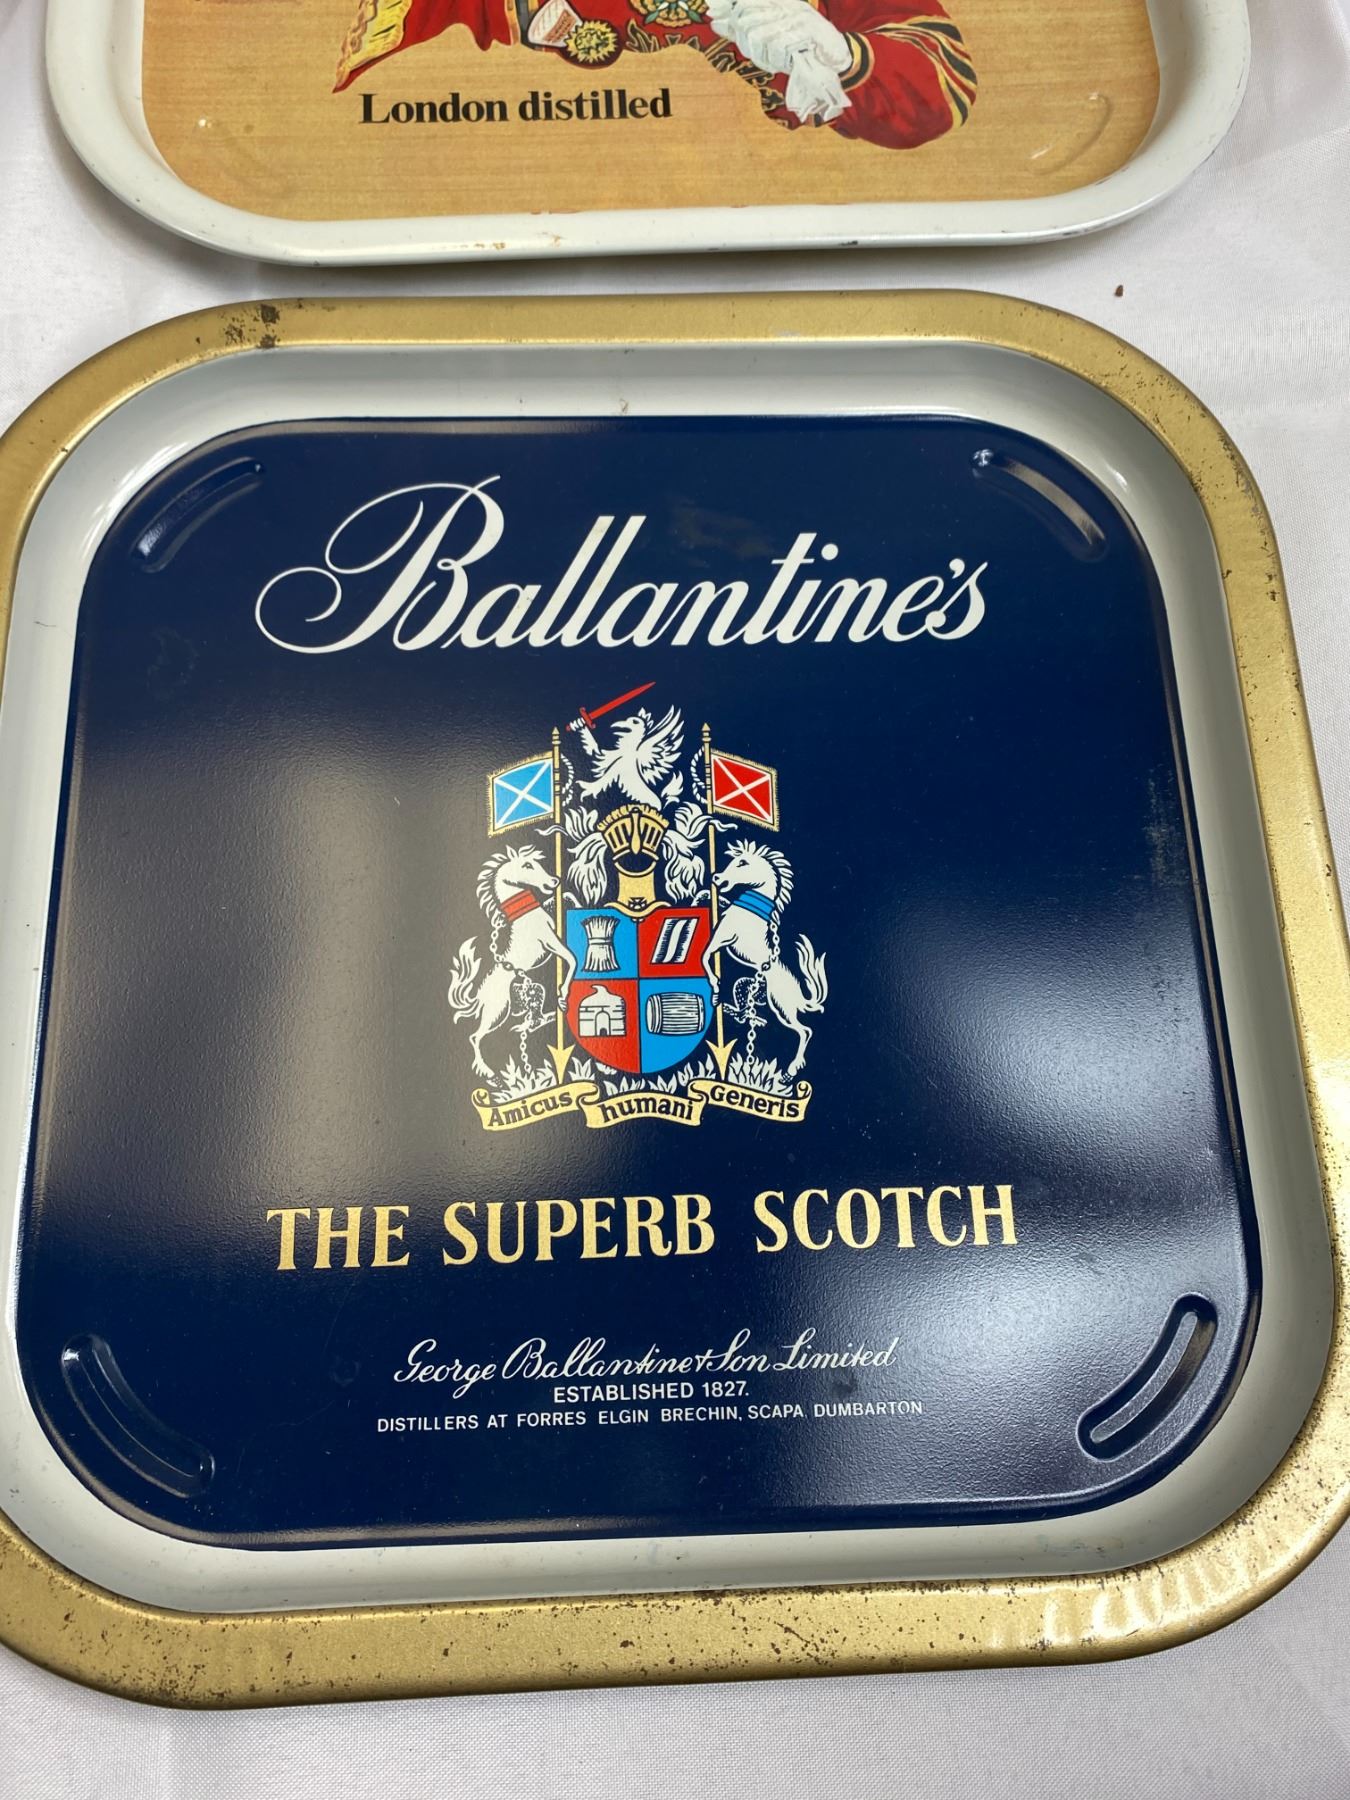 London distilled
Ballantine's
Amicus humani Generis
THE SUPERB SCOTCH
George Ballantine & Son Limited
ESTABLISHED 1827.
DISTILLERS AT FORRES ELGIN BRECHIN, SCAPA, DUMBARTON